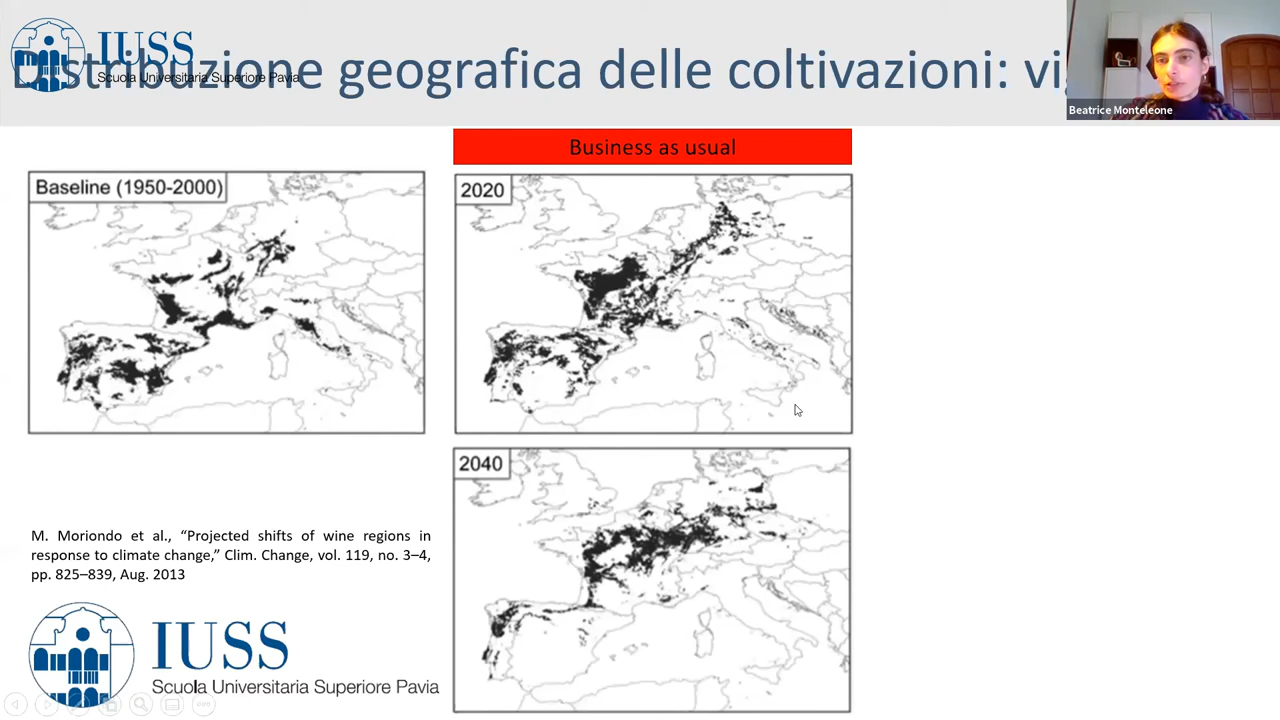 IUSS
Scuola Universitaria Superiore Pavia
Distribuzione geografica delle coltivazioni:
Beatrice Monteleone
Business as usual
Baseline (1950-2000)
2020
2040
M. Moriondo et al., “Projected shifts of wine regions in
response to climate change,” Clim. Change, vol. 119, no. 3–4,
pp. 825–839, Aug. 2013
IUSS
Scuola Universitaria Superiore Pavia